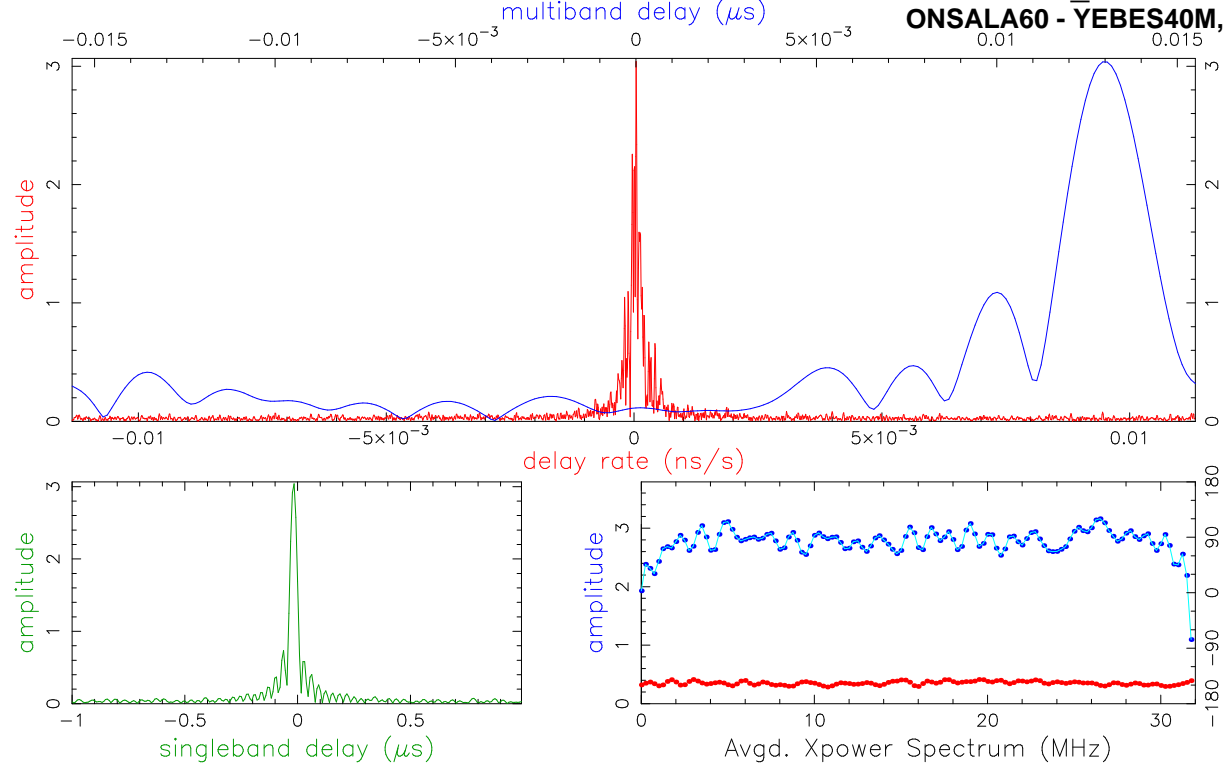 multiband delay (μs)
ONSALA60 - YEBES40M,
−0.015 −0.01 −5×10⁻³ 0 5×10⁻³ 0.01 0.015
3 3
2 2
1 1
0 0
amplitude
−0.01 −5×10⁻³ 0 5×10⁻³ 0.01
delay rate (ns/s)
3
2
1
0
amplitude
−1 −0.5 0 0.5
singleband delay (μs)
3
2
1
0
amplitude
180
90
0
−90
−180
0 10 20 30
Avgd. Xpower Spectrum (MHz)